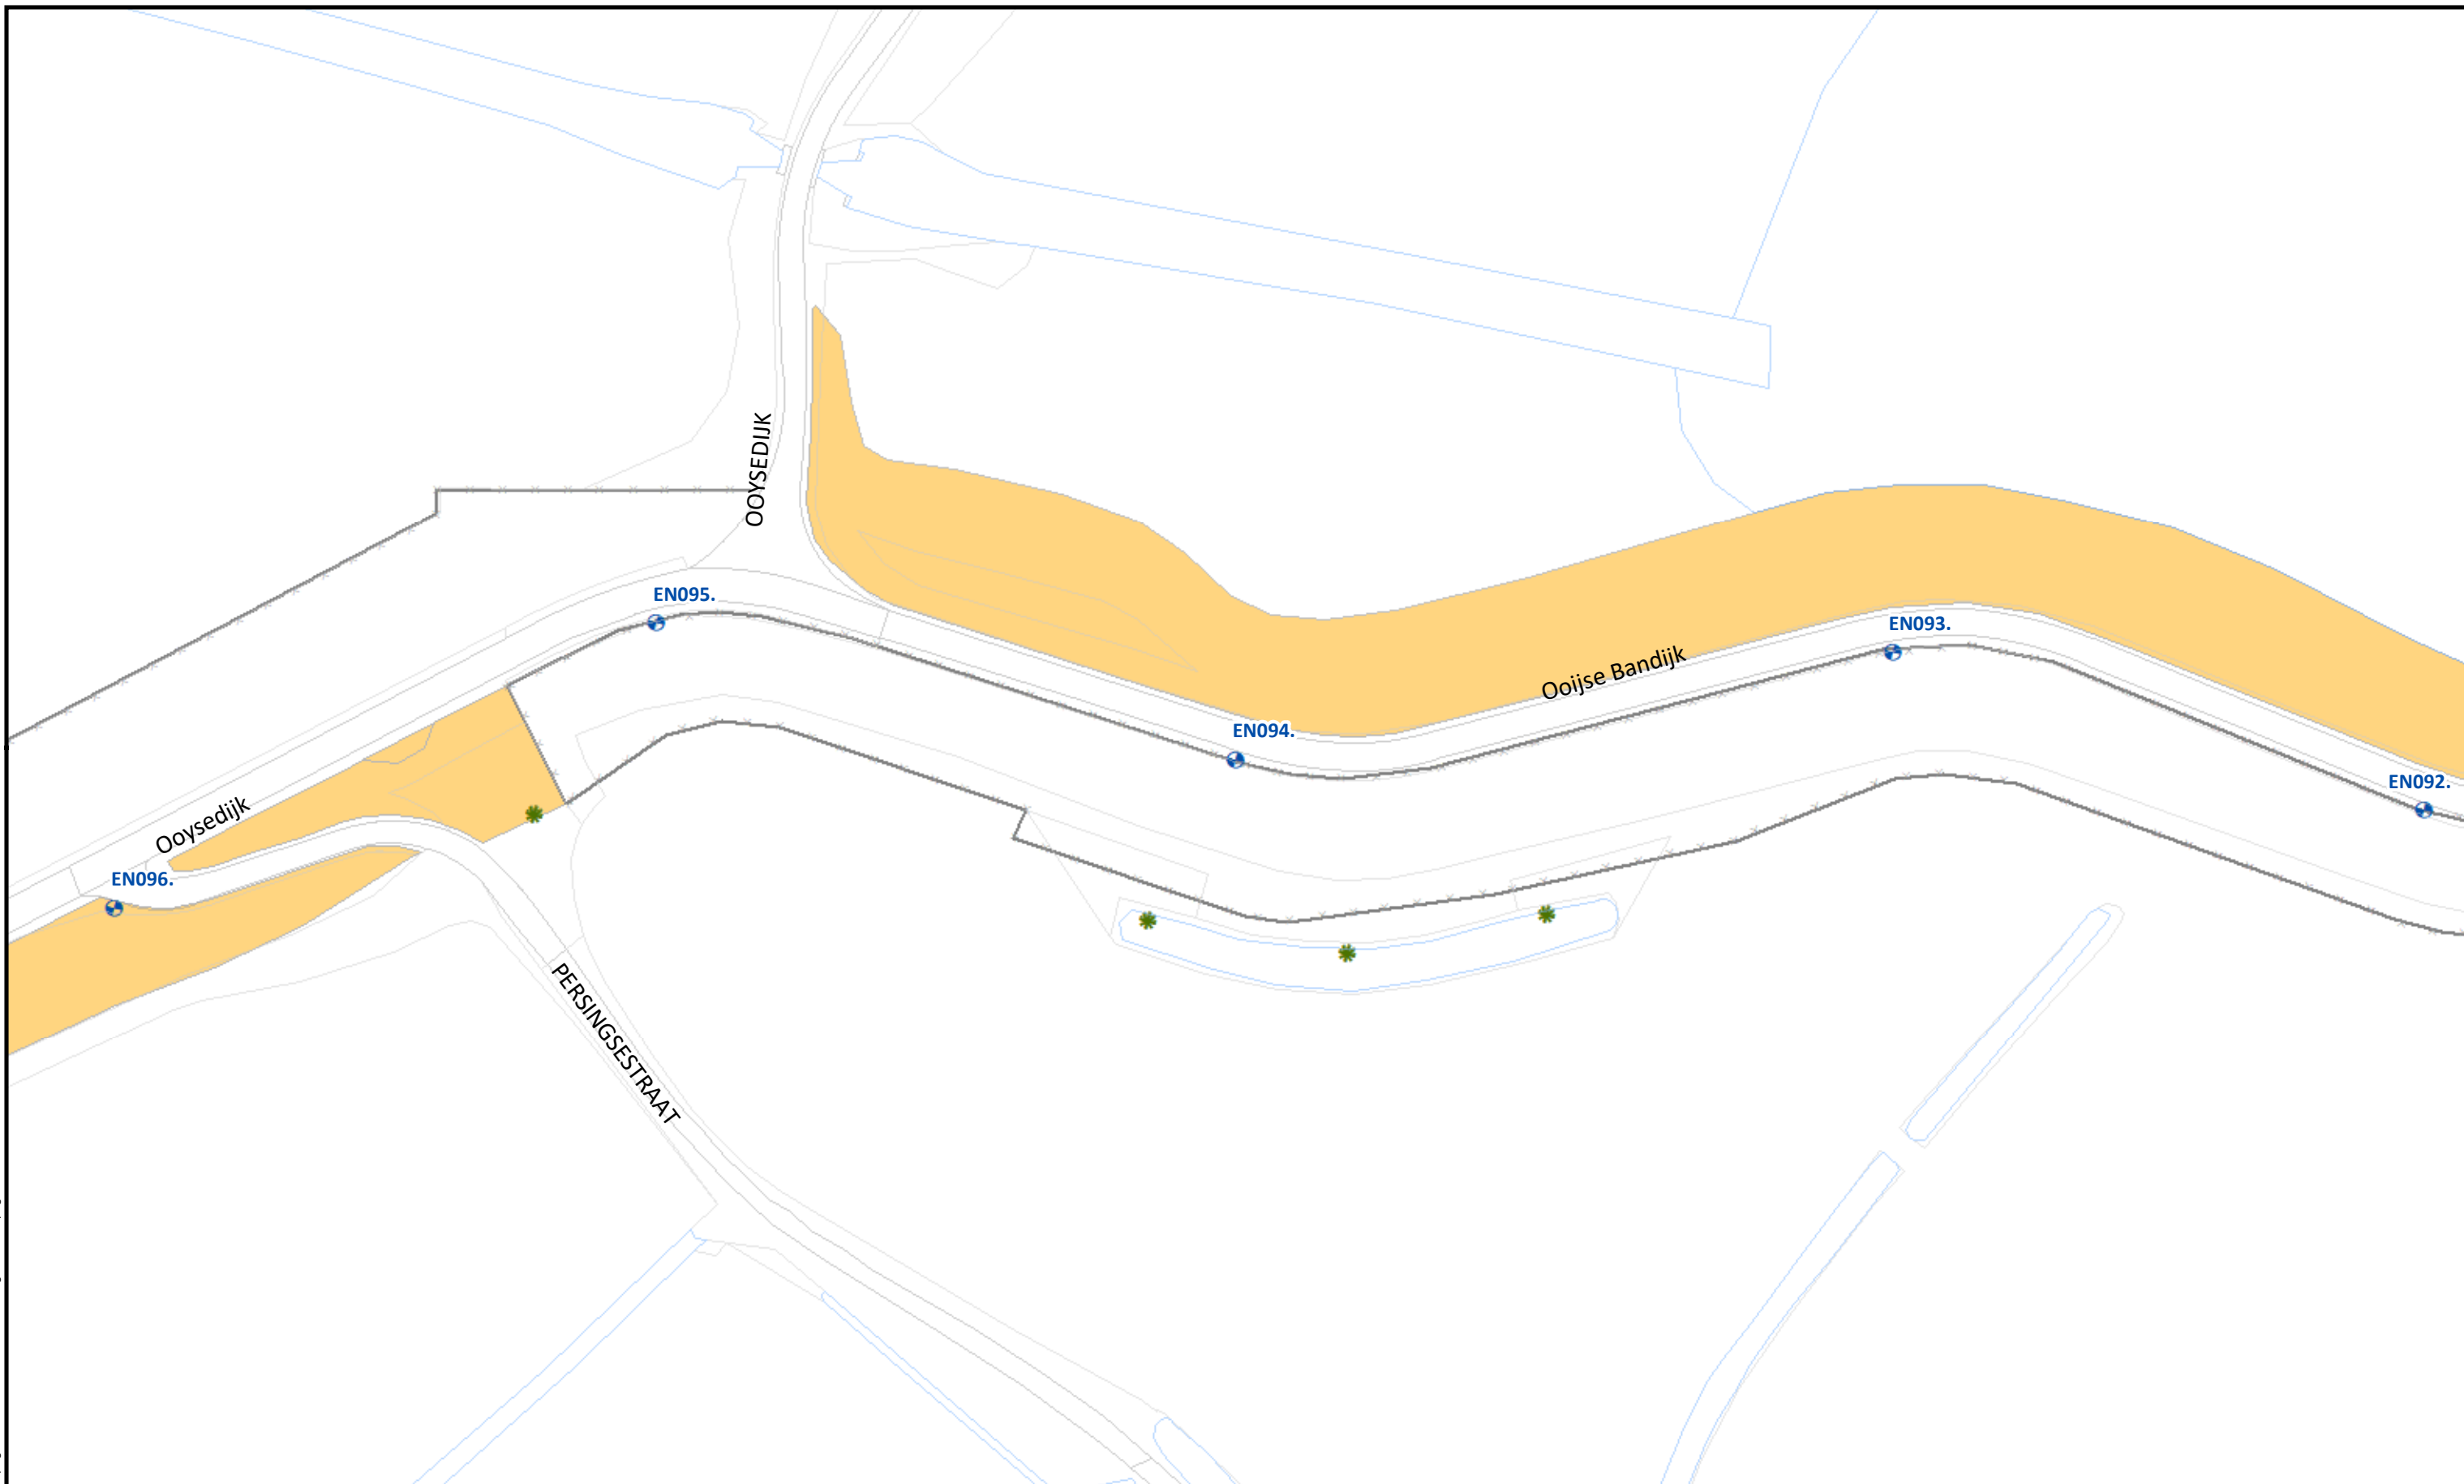 OOYSEDIJK
EN095.
EN093.
Ooijse Bandijk
EN094.
EN092.
Ooysedijk
EN096.
PERSINGSESTRAAT